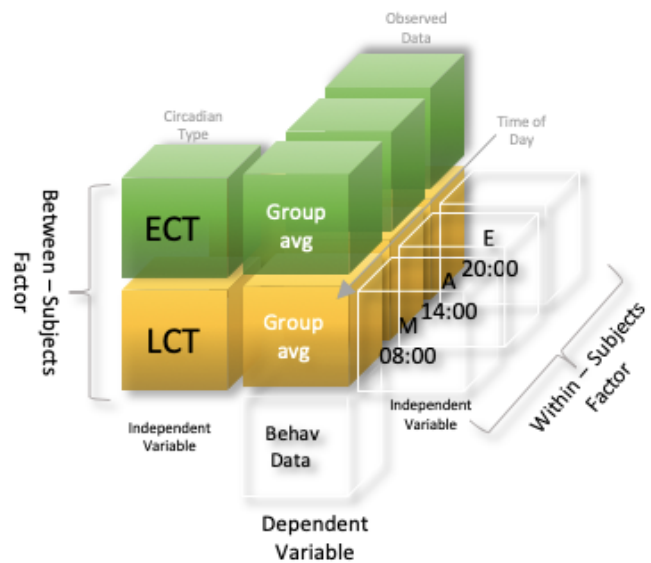 Observed
Data
Circadian
Type
Time of
Day
Between – Subjects
Factor
ECT
Group
avg
LCT
Group
avg
E
20:00
A
14:00
M
08:00
Within – Subjects
Factor
Independent
Variable
Independent
Variable
Behav
Data
Dependent
Variable